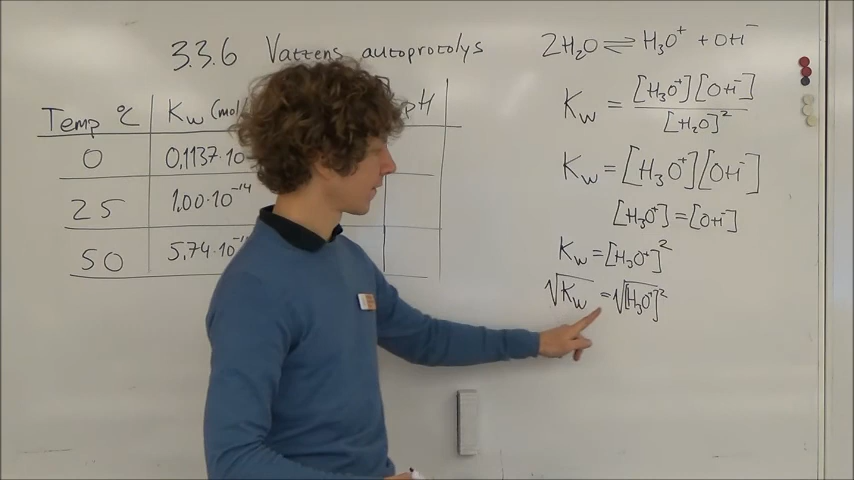 3.3.6 Vattens autoprotolys
Temp °C Kw (mol/ pH
0 0,1137·10
25 1,00·10⁻¹⁴
50 5,74·10⁻¹
2H₂O ⇌ H₃O⁺ + OH⁻
Kw = [H₃O⁺][OH⁻] / [H₂O]²
Kw = [H₃O⁺][OH⁻]
[H₃O⁺] = [OH⁻]
Kw = [H₃O⁺]²
√Kw = √[H₃O⁺]²